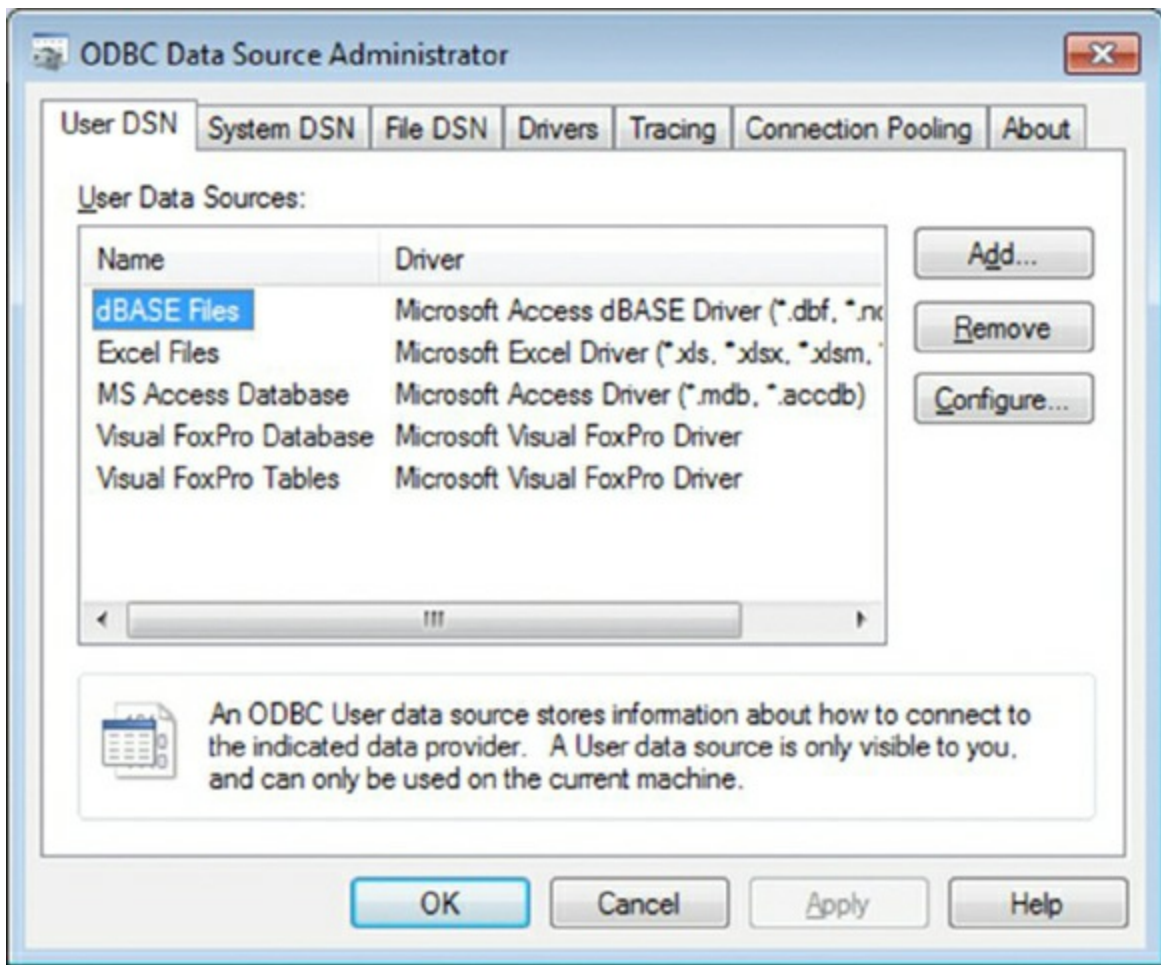 ODBC Data Source Administrator
User DSN System DSN File DSN Drivers Tracing Connection Pooling About
User Data Sources:
Name Driver
dBASE Files Microsoft Access dBASE Driver (*.dbf, *.nd
Excel Files Microsoft Excel Driver (*.xls, *.xlsx, *.xlsm, *
MS Access Database Microsoft Access Driver (*.mdb, *.accdb)
Visual FoxPro Database Microsoft Visual FoxPro Driver
Visual FoxPro Tables Microsoft Visual FoxPro Driver
Add...
Remove
Configure...
An ODBC User data source stores information about how to connect to
the indicated data provider. A User data source is only visible to you,
and can only be used on the current machine.
OK Cancel Apply Help